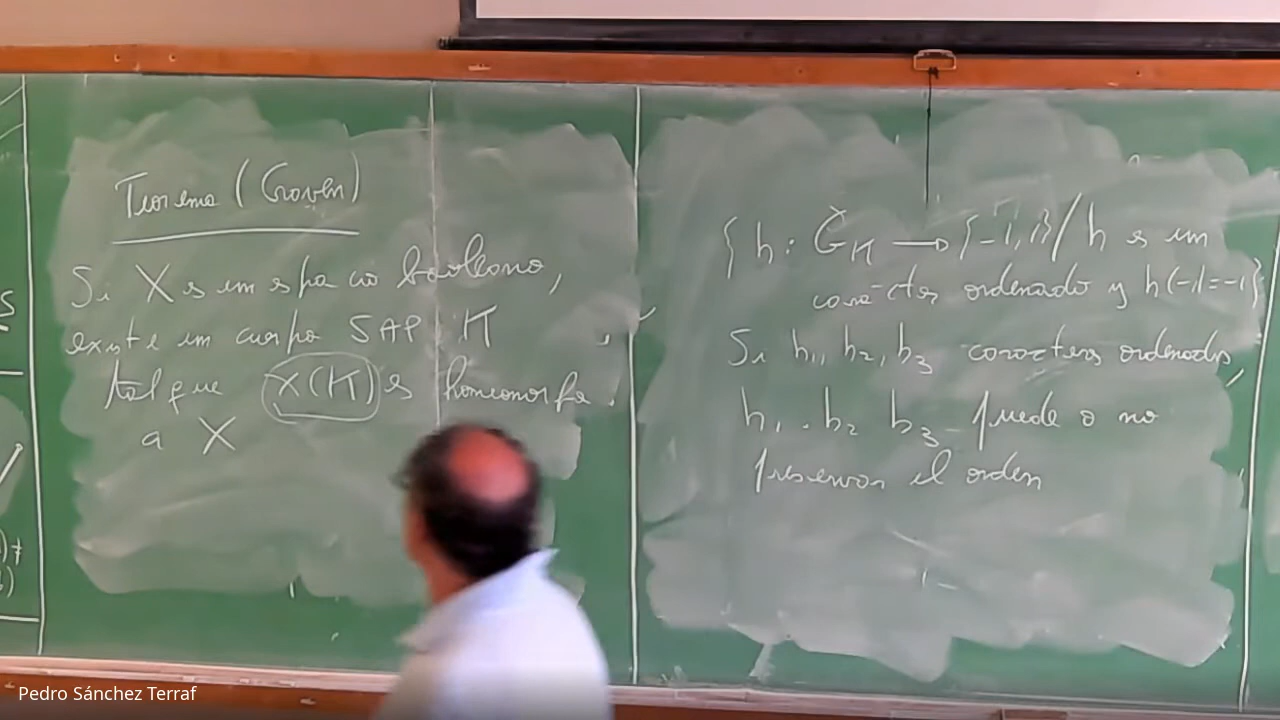 Teorema (Craven)
Si X es un espacio booleano,
existe un cuerpo SAP K
tal que X(K) es homeomorfo
a X
{ h: G_K → {-1,1} / h es un
carácter ordenado y h(-1)=-1}
Si h₁, h₂, h₃ caracteres ordenados,
h₁ . h₂ h₃ puede o no
preservar el orden
Pedro Sánchez Terraf